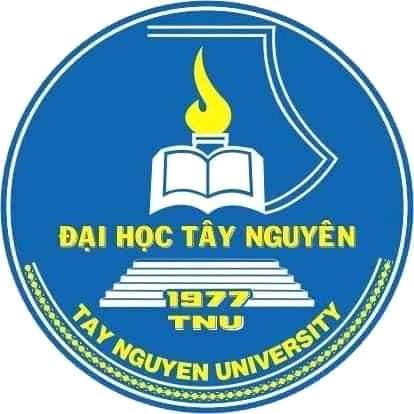 ĐẠI HỌC TÂY NGUYÊN
1977
TNU
TAY NGUYEN UNIVERSITY